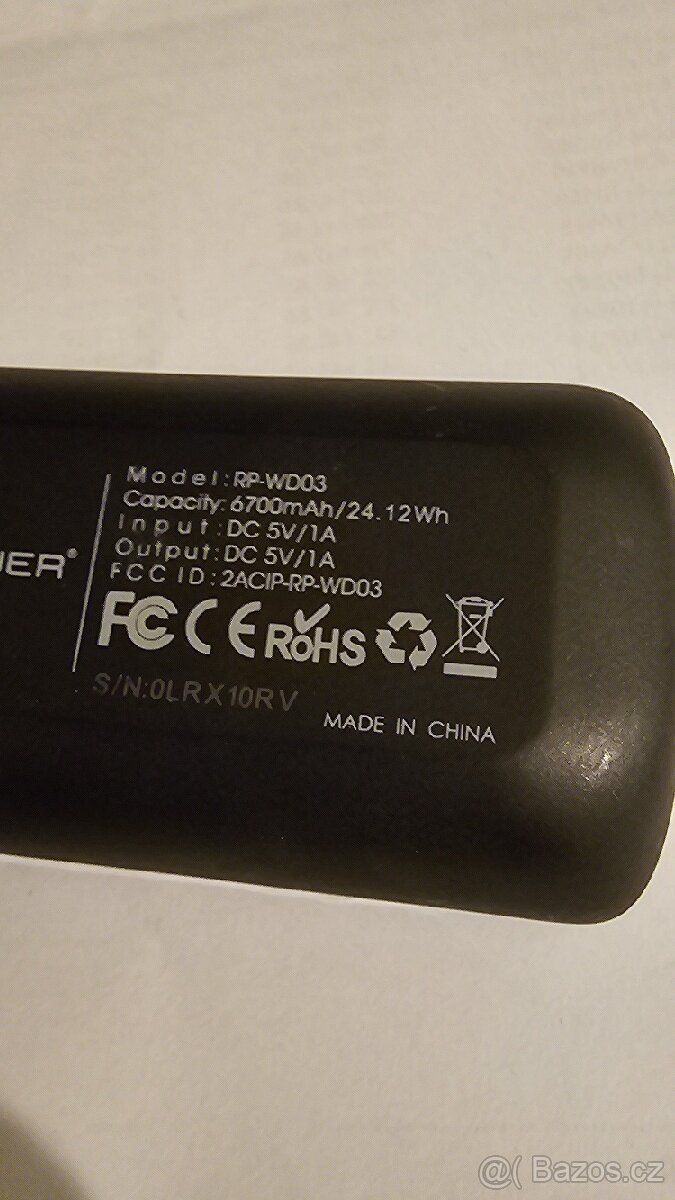 Model: RP-WD03
Capacity: 6700mAh/24.12Wh
Input: DC 5V/1A
Output: DC 5V/1A
UER®
FCC ID: 2ACIP-RP-WD03
FC CE RoHS
S/N:0LRX10RV
MADE IN CHINA
@( Bazos.cz